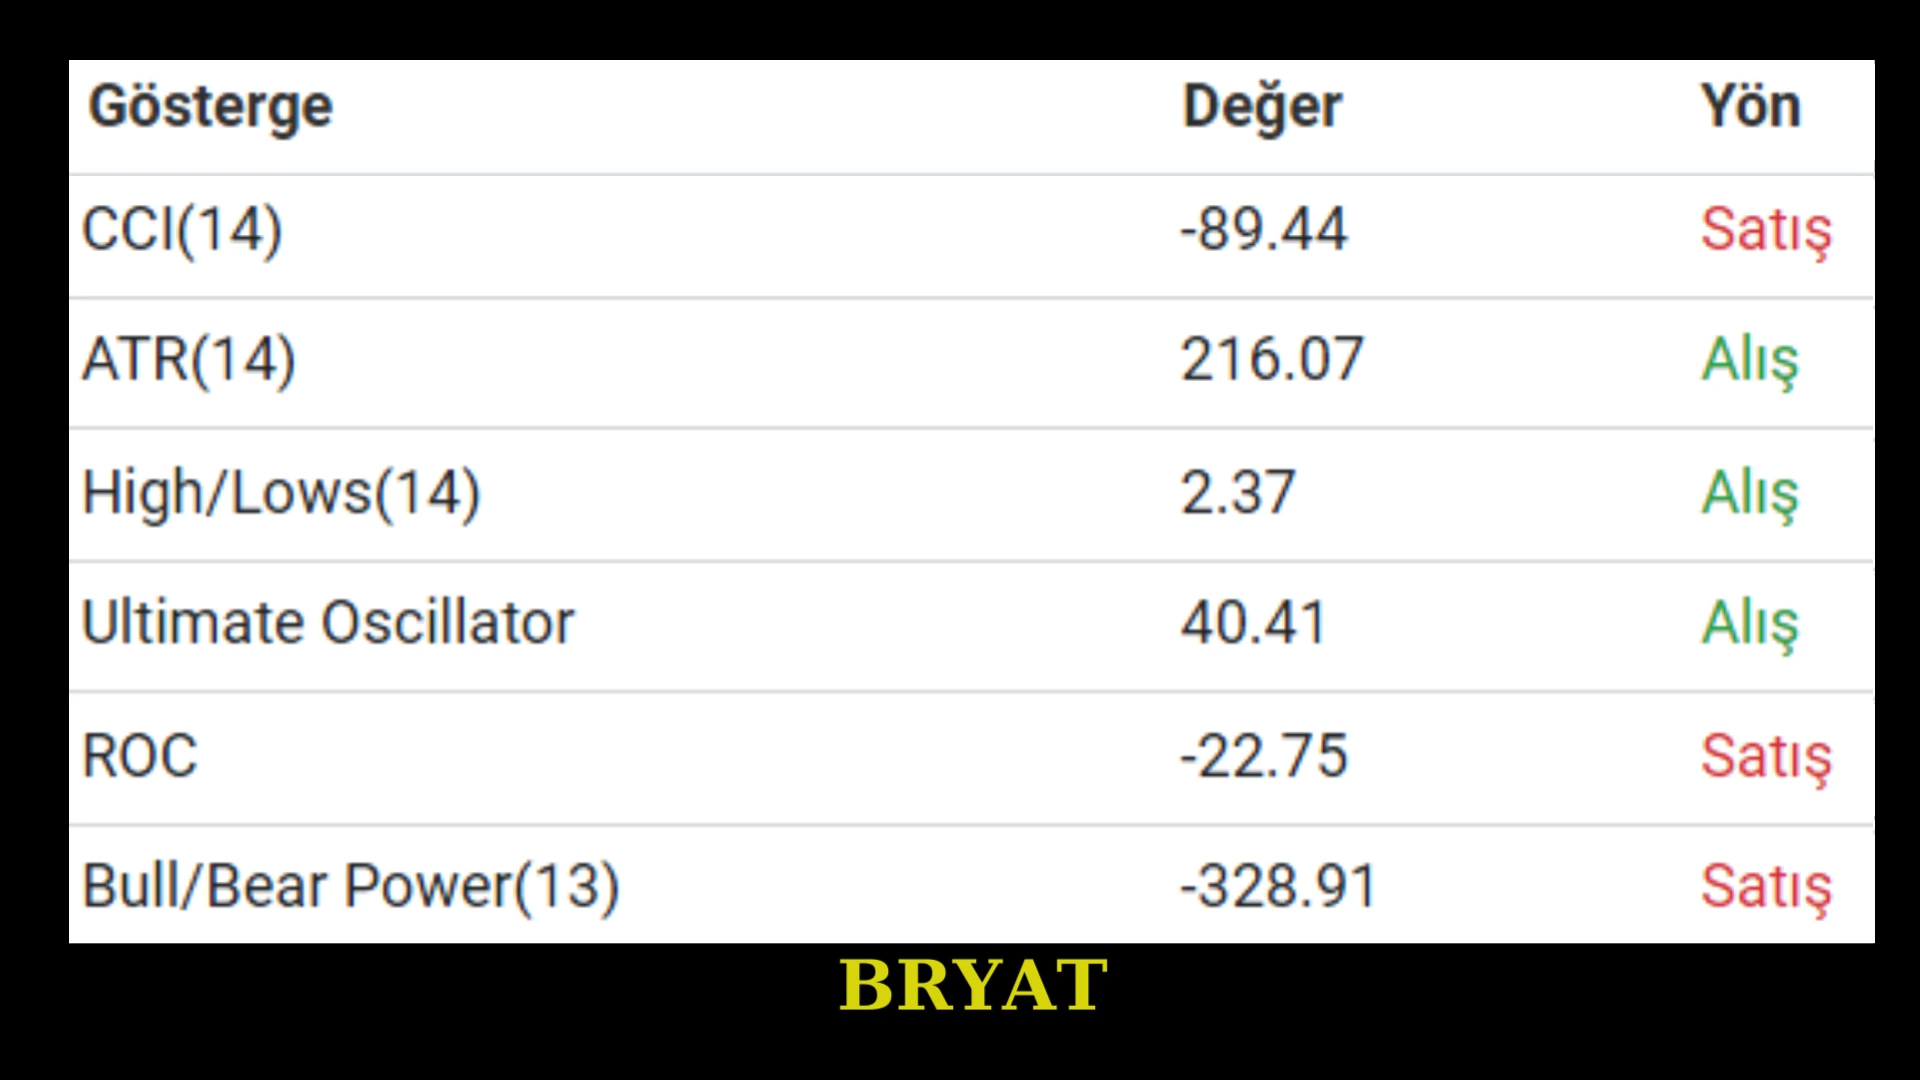 Gösterge Değer Yön
CCI(14) -89.44 Satış
ATR(14) 216.07 Alış
High/Lows(14) 2.37 Alış
Ultimate Oscillator 40.41 Alış
ROC -22.75 Satış
Bull/Bear Power(13) -328.91 Satış
BRYAT